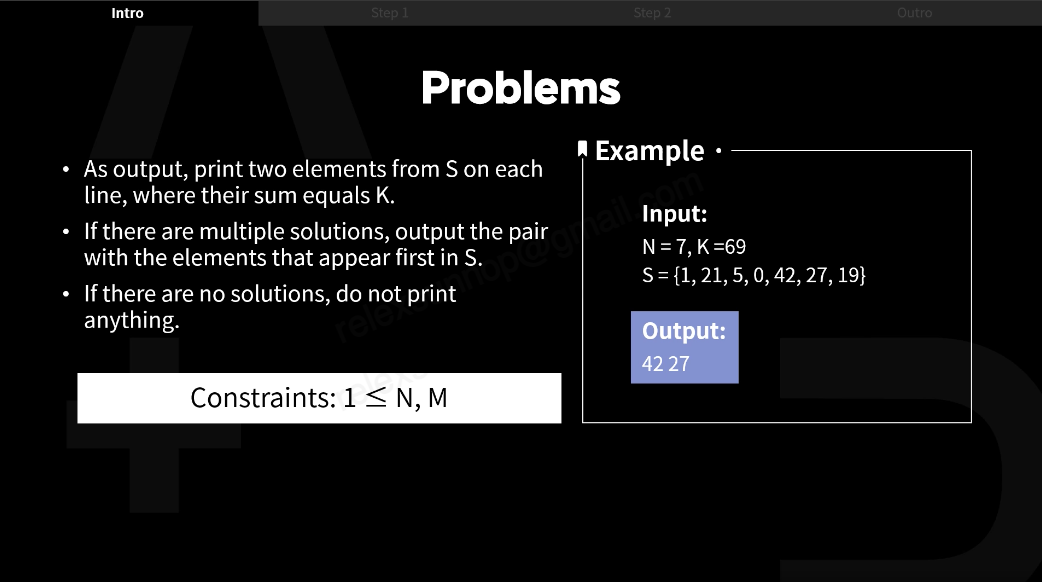 Intro
Step 1
Step 2
Outro
Problems
• As output, print two elements from S on each
line, where their sum equals K.
• If there are multiple solutions, output the pair
with the elements that appear first in S.
• If there are no solutions, do not print
anything.
Constraints: 1 ≤ N, M
Example
Input:
N = 7, K =69
S = {1, 21, 5, 0, 42, 27, 19}
Output:
42 27